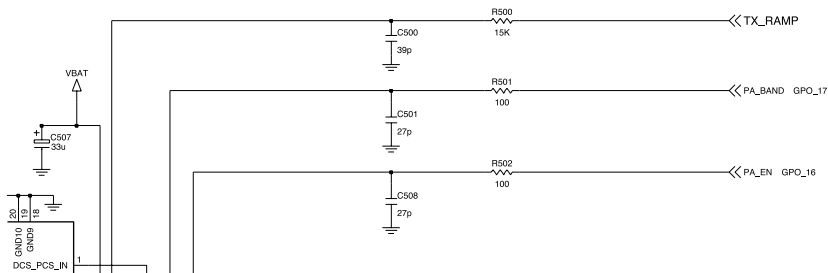 R500
15K
TX_RAMP
C500
39p
VBAT
R501
100
PA_BAND GPO_17
C501
27p
+
C507
33u
R502
100
PA_EN GPO_16
C508
27p
20
19
18
GND10
GND9
DCS_PCS_IN
1